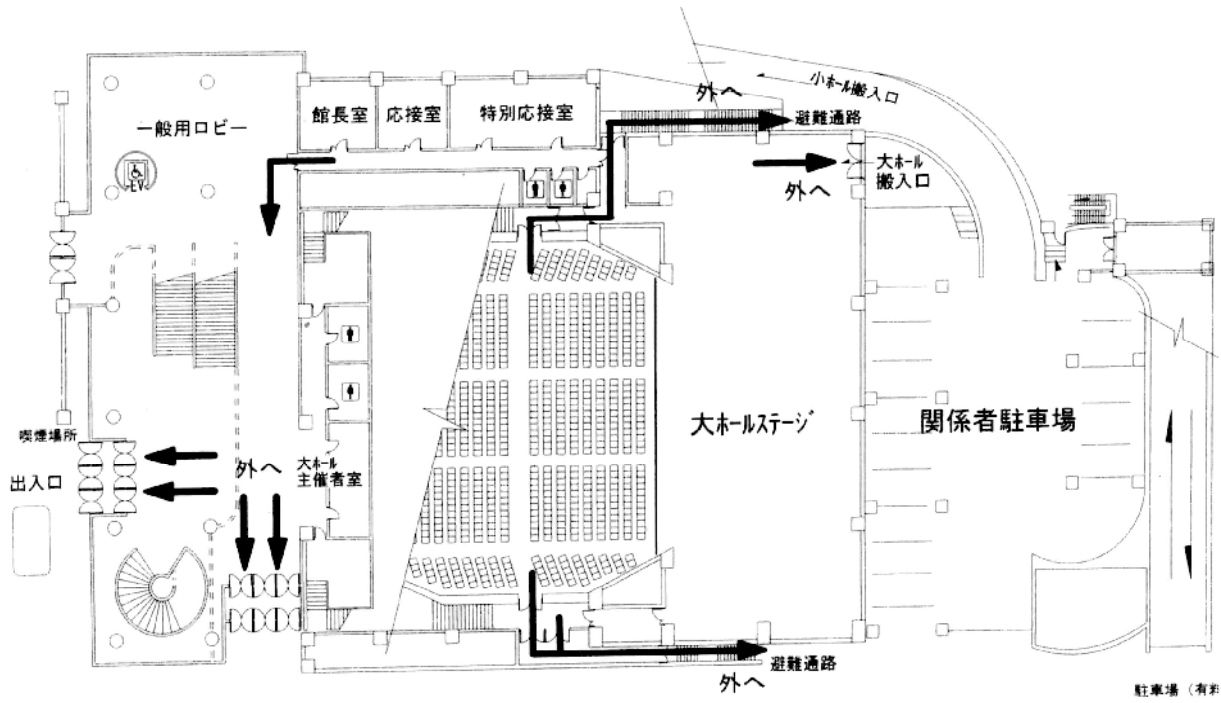 小ホール搬入口
外へ
館長室
応接室
特別応接室
避難通路
一般用ロビー
大ホール
搬入口
外へ
EV
喫煙場所
出入口
外へ
大ホール
主催者室
大ホールステージ
関係者駐車場
避難通路
外へ
駐車場（有料